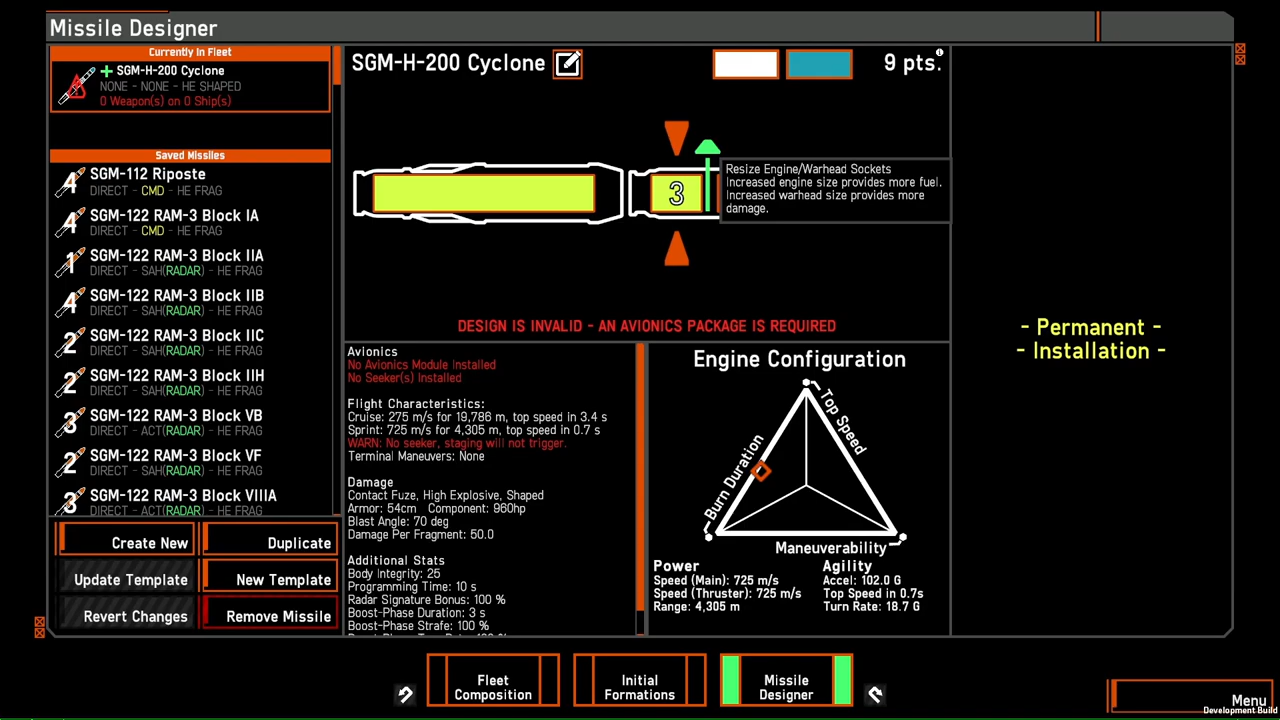 Missile Designer
Currently In Fleet
SGM-H-200 Cyclone
NONE - NONE - HE SHAPED
0 Weapon(s) on 0 Ship(s)
Saved Missiles
4
SGM-112 Riposte
DIRECT - CMD - HE FRAG
4
SGM-122 RAM-3 Block IA
DIRECT - CMD - HE FRAG
1
SGM-122 RAM-3 Block IIA
DIRECT - SAH(RADAR) - HE FRAG
4
SGM-122 RAM-3 Block IIB
DIRECT - SAH(RADAR) - HE FRAG
2
SGM-122 RAM-3 Block IIC
DIRECT - SAH(RADAR) - HE FRAG
2
SGM-122 RAM-3 Block IIH
DIRECT - SAH(RADAR) - HE FRAG
3
SGM-122 RAM-3 Block VB
DIRECT - ACT(RADAR) - HE FRAG
2
SGM-122 RAM-3 Block VF
DIRECT - SAH(RADAR) - HE FRAG
3
SGM-122 RAM-3 Block VIIIA
DIRECT - ACT(RADAR) - HE FRAG
Create New
Duplicate
Update Template
New Template
Revert Changes
Remove Missile
SGM-H-200 Cyclone
9 pts.
3
Resize Engine/Warhead Sockets
Increased engine size provides more fuel.
Increased warhead size provides more
damage.
DESIGN IS INVALID - AN AVIONICS PACKAGE IS REQUIRED
Avionics
No Avionics Module Installed
No Seeker(s) Installed
Flight Characteristics:
Cruise: 275 m/s for 19,786 m, top speed in 3.4 s
Sprint: 725 m/s for 4,305 m, top speed in 0.7 s
WARN: No seeker, staging will not trigger.
Terminal Maneuvers: None
Damage
Contact Fuze, High Explosive, Shaped
Armor: 54cm Component: 960hp
Blast Angle: 70 deg
Damage Per Fragment: 50.0
Additional Stats
Body Integrity: 25
Programming Time: 10 s
Radar Signature Bonus: 100 %
Boost-Phase Duration: 3 s
Boost-Phase Strafe: 100 %
Engine Configuration
Top Speed
Burn Duration
Maneuverability
Power
Speed (Main): 725 m/s
Speed (Thruster): 725 m/s
Range: 4,305 m
Agility
Accel: 102.0 G
Top Speed in 0.7s
Turn Rate: 18.7 G
- Permanent -
- Installation -
Fleet
Composition
Initial
Formations
Missile
Designer
Menu
Development Build